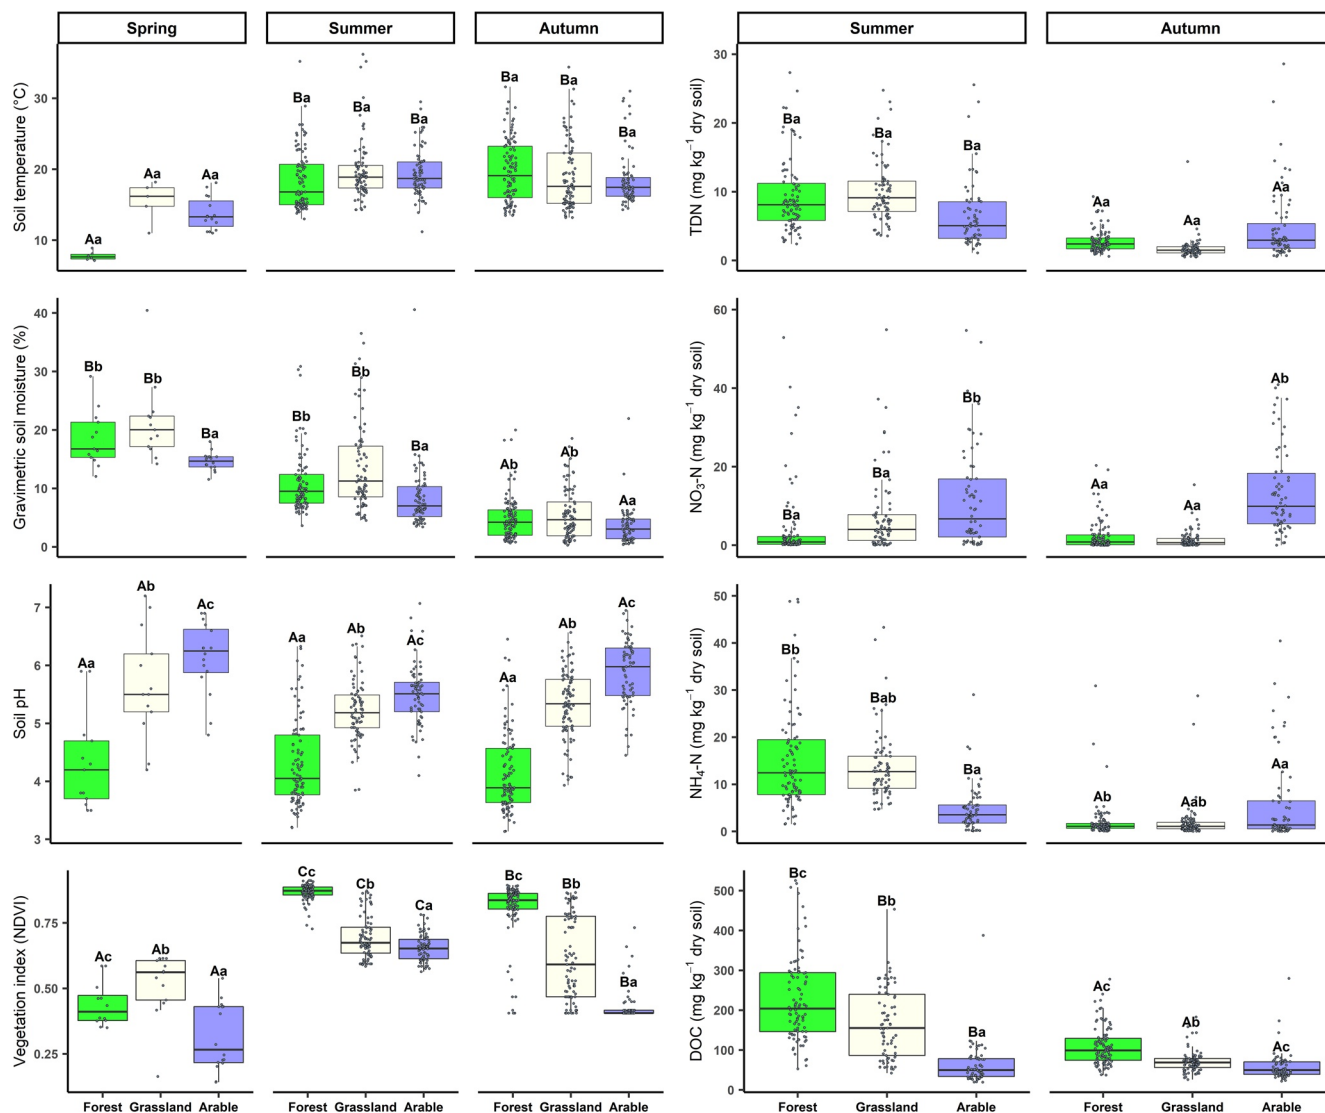 Spring Summer Autumn Summer Autumn
Soil temperature (°C)
30
20
10
Aa Aa Aa
Ba Ba Ba
Ba Ba Ba
TDN (mg kg⁻¹ dry soil)
30
20
10
0
Ba Ba Ba
Aa Aa Aa
Gravimetric soil moisture (%)
40
30
20
10
0
Bb Bb Ba
Bb Bb Ba
Ab Ab Aa
NO₃-N (mg kg⁻¹ dry soil)
60
40
20
0
Ba Ba Bb
Aa Aa Ab
Soil pH
7
6
5
4
3
Aa Ab Ac
Aa Ab Ac
Aa Ab Ac
NH₄-N (mg kg⁻¹ dry soil)
50
40
30
20
10
0
Bb Bab Ba
Ab Aab Aa
Vegetation index (NDVI)
0.75
0.50
0.25
Ac Ab Aa
Cc Cb Ca
Bc Bb Ba
DOC (mg kg⁻¹ dry soil)
500
400
300
200
100
0
Bc Bb Ba
Ac Ab Ac
Forest Grassland Arable Forest Grassland Arable Forest Grassland Arable Forest Grassland Arable Forest Grassland Arable